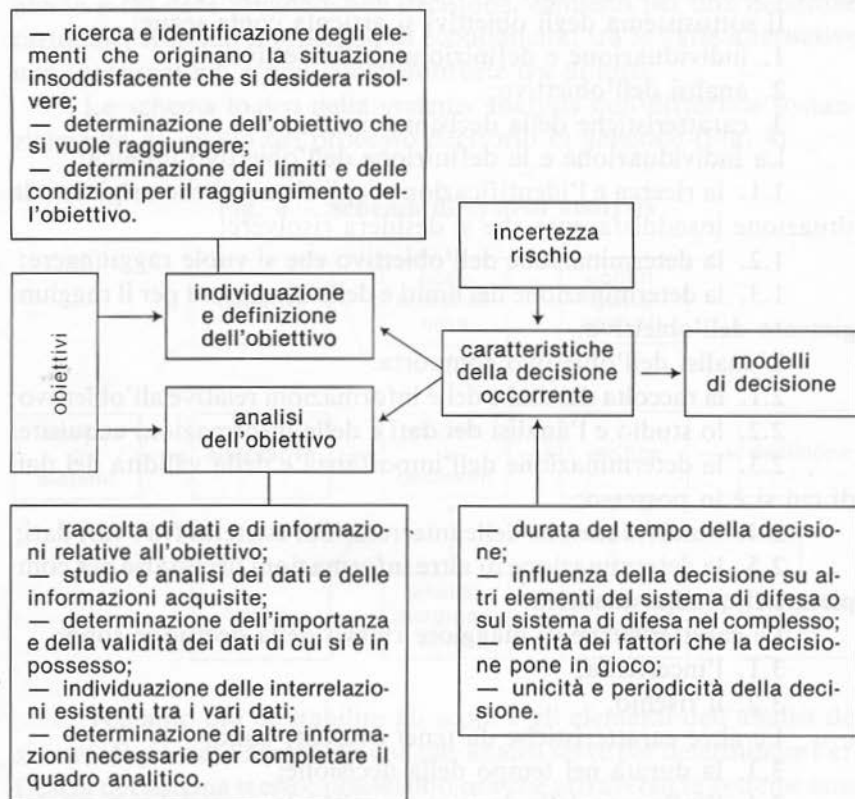 — ricerca e identificazione degli ele-
menti che originano la situazione
insoddisfacente che si desidera risol-
vere;
— determinazione dell'obiettivo che
si vuole raggiungere;
— determinazione dei limiti e delle
condizioni per il raggiungimento del-
l'obiettivo.
incertezza
rischio
obiettivi
individuazione
e definizione
dell'obiettivo
caratteristiche
della decisione
occorrente
modelli
di decisione
analisi
dell'obiettivo
— raccolta di dati e di informazio-
ni relative all'obiettivo;
— studio e analisi dei dati e delle
informazioni acquisite;
— determinazione dell'importanza
e della validità dei dati di cui si è in
possesso;
— individuazione delle interrelazio-
ni esistenti tra i vari dati;
— determinazione di altre informa-
zioni necessarie per completare il
quadro analitico.
— durata del tempo della decisio-
ne;
— influenza della decisione su al-
tri elementi del sistema di difesa o
sul sistema di difesa nel complesso;
— entità dei fattori che la decisio-
ne pone in gioco;
— unicità e periodicità della deci-
sione.